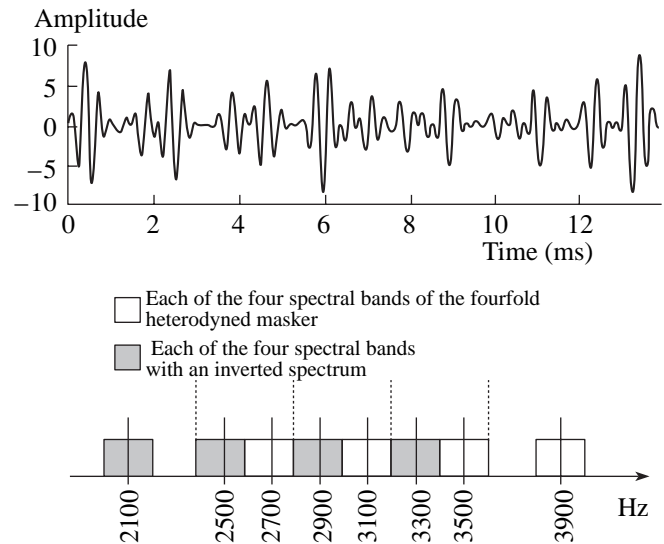 Amplitude
10
5
0
−5
−10
0 2 4 6 8 10 12
Time (ms)
Each of the four spectral bands of the fourfold
heterodyned masker
Each of the four spectral bands
with an inverted spectrum
2100 2500 2700 2900 3100 3300 3500 3900
Hz